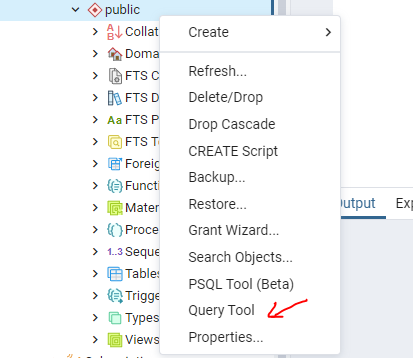 public
Create
Collat
Doma
Refresh...
FTS C
Delete/Drop
FTS D
Drop Cascade
FTS P
CREATE Script
FTS T
Backup...
Foreig
Restore...
Functi
Grant Wizard...
Mater
Search Objects...
Proce
PSQL Tool (Beta)
1..3 Seque
Query Tool
Tables
Properties...
Trigge
Types
Views
Output
Exp